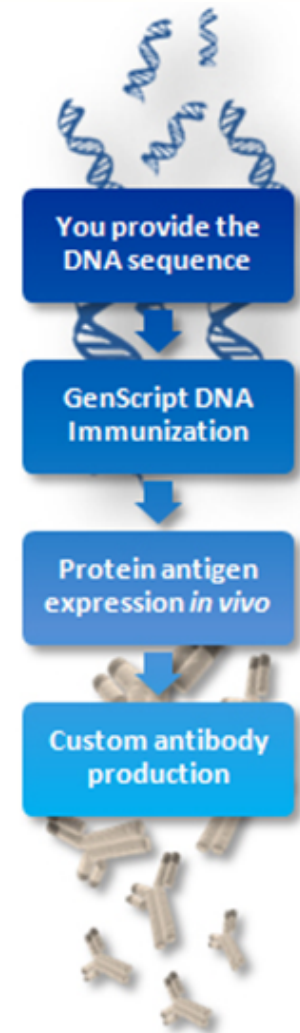 You provide the
DNA sequence
GenScript DNA
Immunization
Protein antigen
expression in vivo
Custom antibody
production